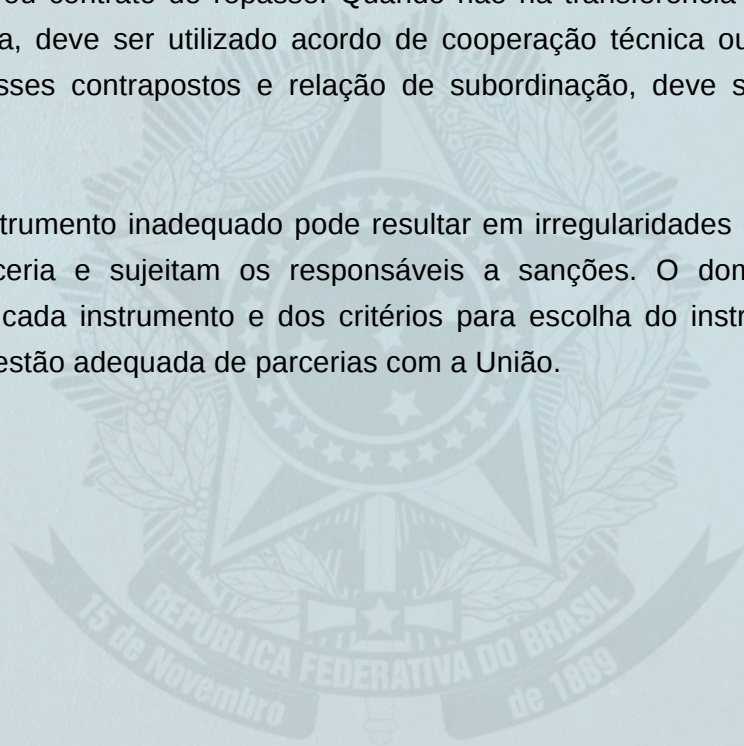 ou contrato de repasse. Quando não há transferência
a, deve ser utilizado acordo de cooperação técnica ou
sses contrapostos e relação de subordinação, deve s
trumento inadequado pode resultar em irregularidades
ceria e sujeitam os responsáveis a sanções. O dom
cada instrumento e dos critérios para escolha do instr
estão adequada de parcerias com a União.
REPÚBLICA FEDERATIVA DO BRASIL
15 de Novembro
de 1889